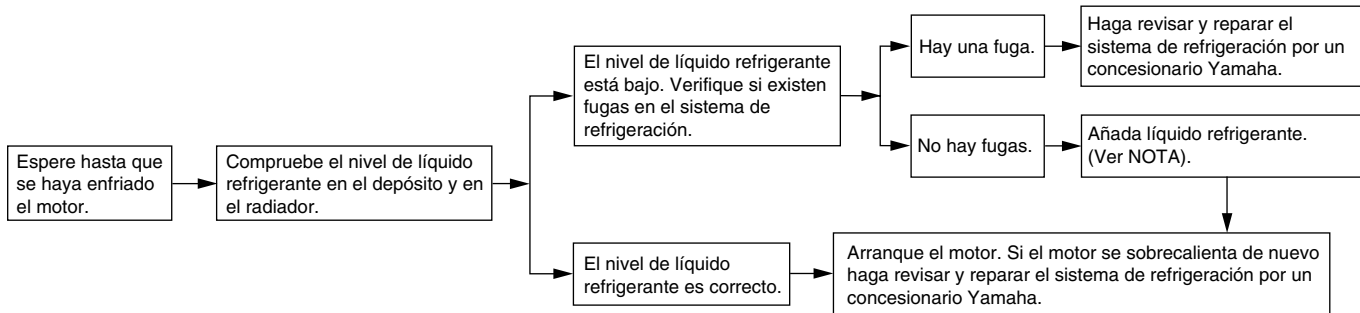 Espere hasta que
se haya enfriado
el motor.
Compruebe el nivel de líquido
refrigerante en el depósito y en
el radiador.
El nivel de líquido refrigerante
está bajo. Verifique si existen
fugas en el sistema de
refrigeración.
Hay una fuga.
Haga revisar y reparar el
sistema de refrigeración por un
concesionario Yamaha.
No hay fugas.
Añada líquido refrigerante.
(Ver NOTA).
El nivel de líquido
refrigerante es correcto.
Arranque el motor. Si el motor se sobrecalienta de nuevo
haga revisar y reparar el sistema de refrigeración por un
concesionario Yamaha.